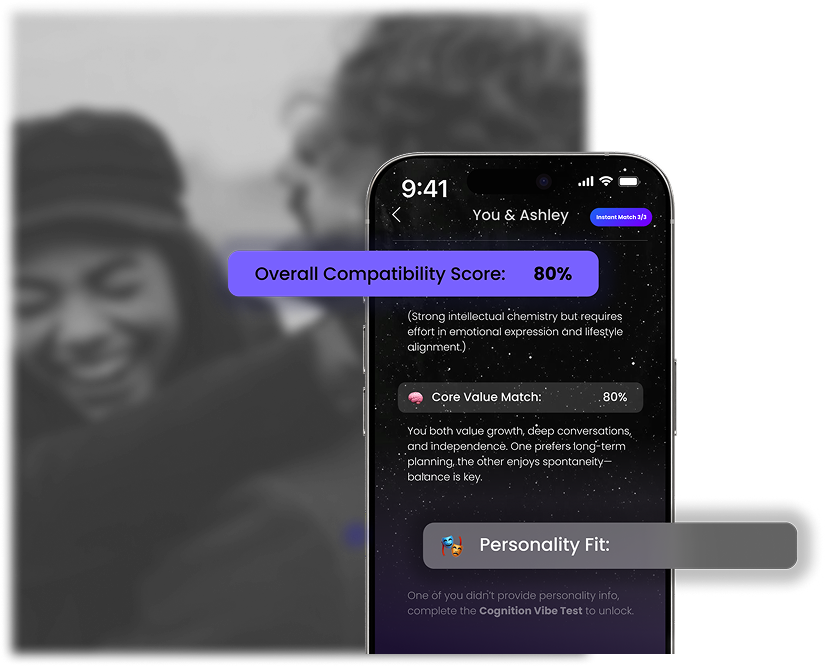 9:41
You & Ashley
Instant Match 3/3
Overall Compatibility Score: 80%
(Strong intellectual chemistry but requires
effort in emotional expression and lifestyle
alignment.)
Core Value Match: 80%
You both value growth, deep conversations,
and independence. One prefers long-term
planning, the other enjoys spontaneity—
balance is key.
Personality Fit:
One of you didn't provide personality info,
complete the Cognition Vibe Test to unlock.